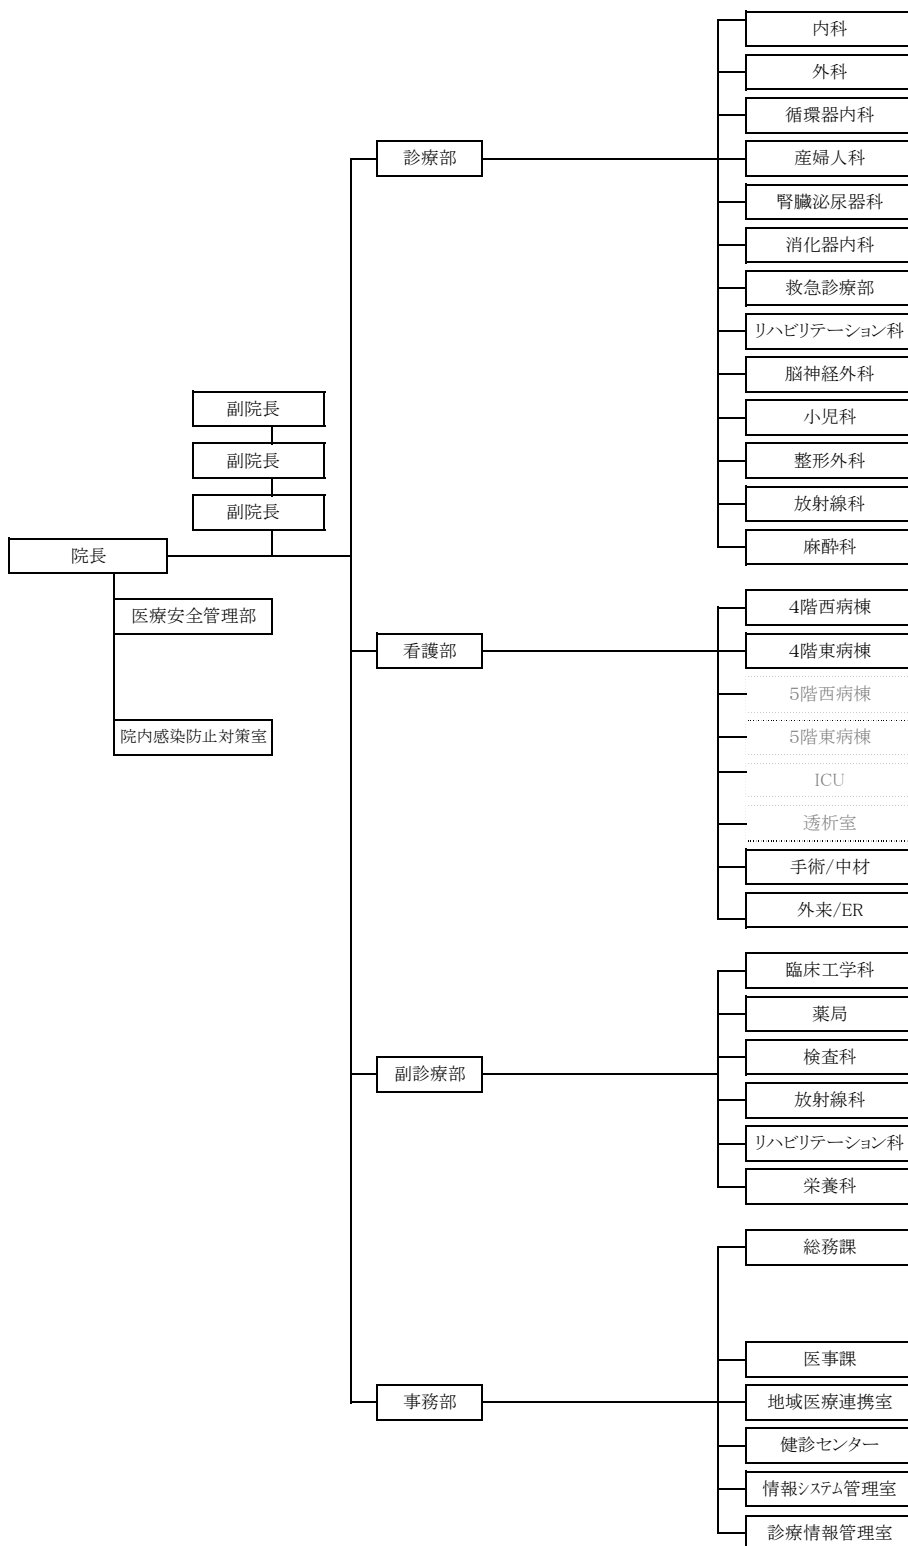 院長
副院長
副院長
副院長
医療安全管理部
院内感染防止対策室
診療部
内科
外科
循環器内科
産婦人科
腎臓泌尿器科
消化器内科
救急診療部
リハビリテーション科
脳神経外科
小児科
整形外科
放射線科
麻酔科
看護部
4階西病棟
4階東病棟
5階西病棟
5階東病棟
ICU
透析室
手術/中材
外来/ER
副診療部
臨床工学科
薬局
検査科
放射線科
リハビリテーション科
栄養科
事務部
総務課
医事課
地域医療連携室
健診センター
情報システム管理室
診療情報管理室